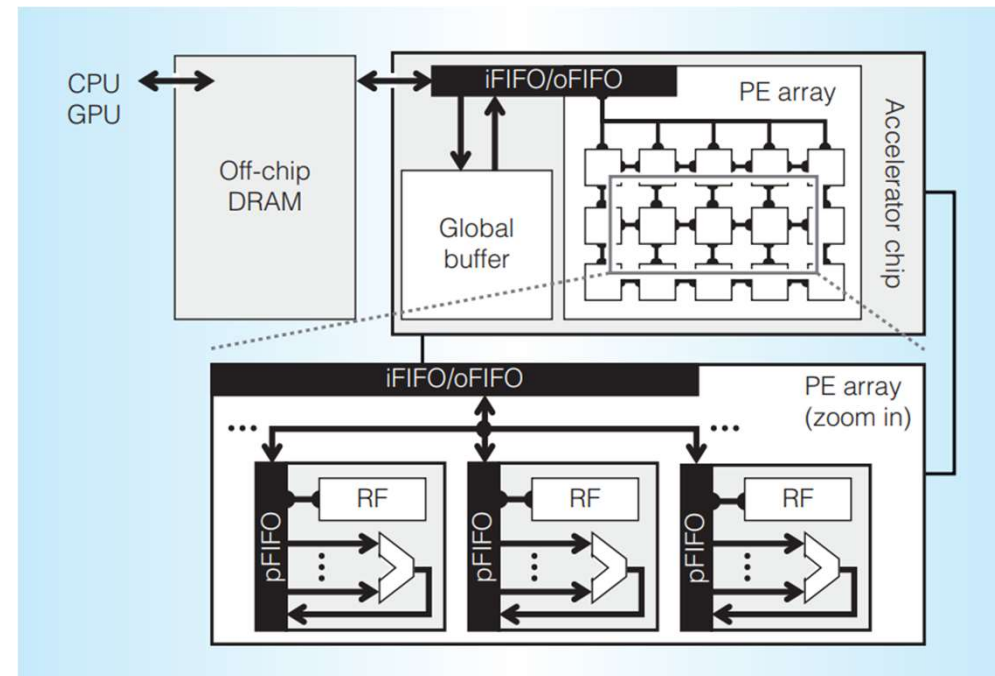 CPU
GPU
Off-chip
DRAM
iFIFO/oFIFO
PE array
Global
buffer
Accelerator chip
iFIFO/oFIFO
PE array
(zoom in)
...
...
pFIFO
RF
pFIFO
RF
pFIFO
RF